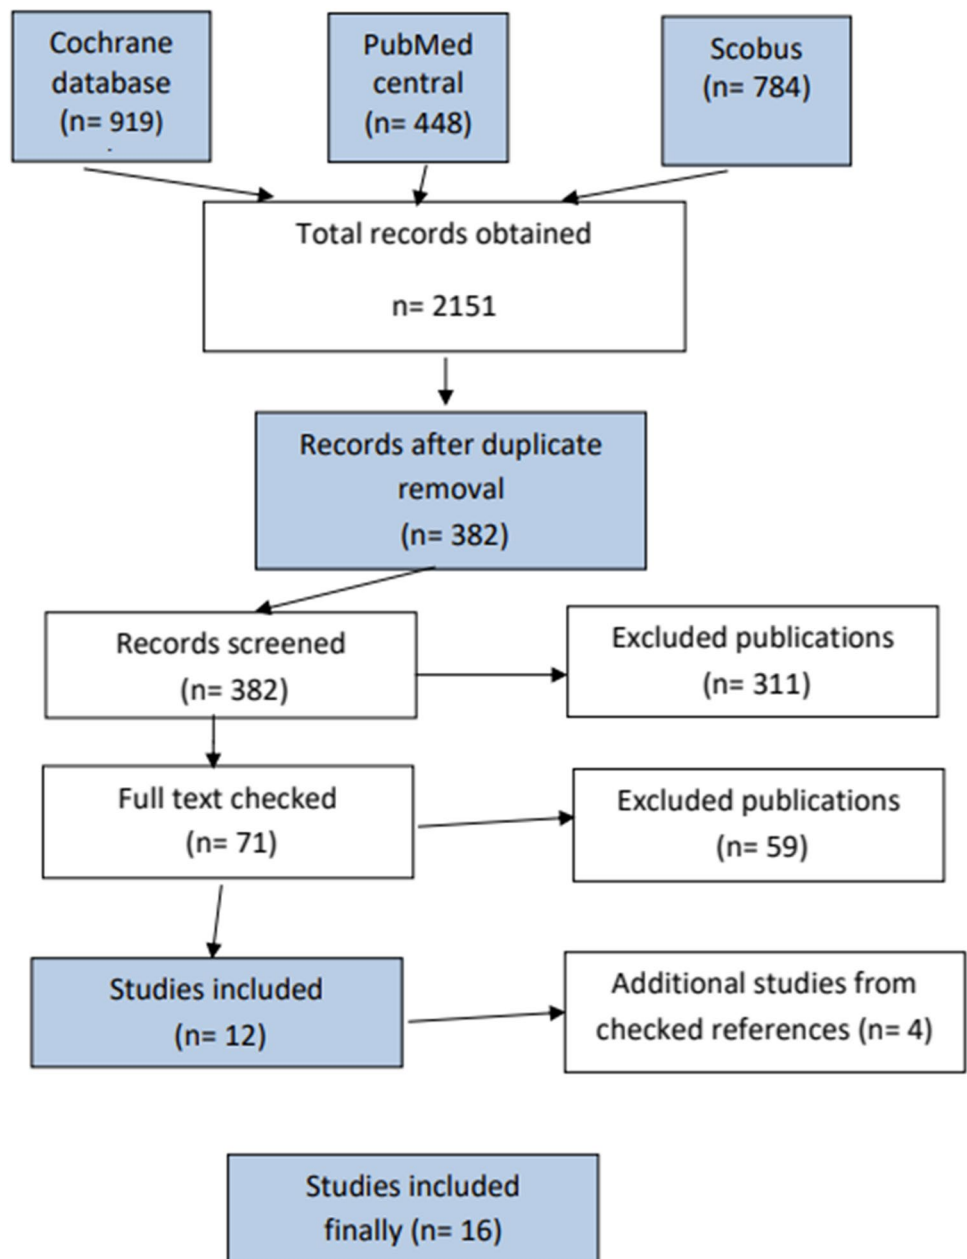 Cochrane
database
(n= 919)
PubMed
central
(n= 448)
Scobus
(n= 784)
Total records obtained
n= 2151
Records after duplicate
removal
(n= 382)
Records screened
(n= 382)
Excluded publications
(n= 311)
Full text checked
(n= 71)
Excluded publications
(n= 59)
Studies included
(n= 12)
Additional studies from
checked references (n= 4)
Studies included
finally (n= 16)